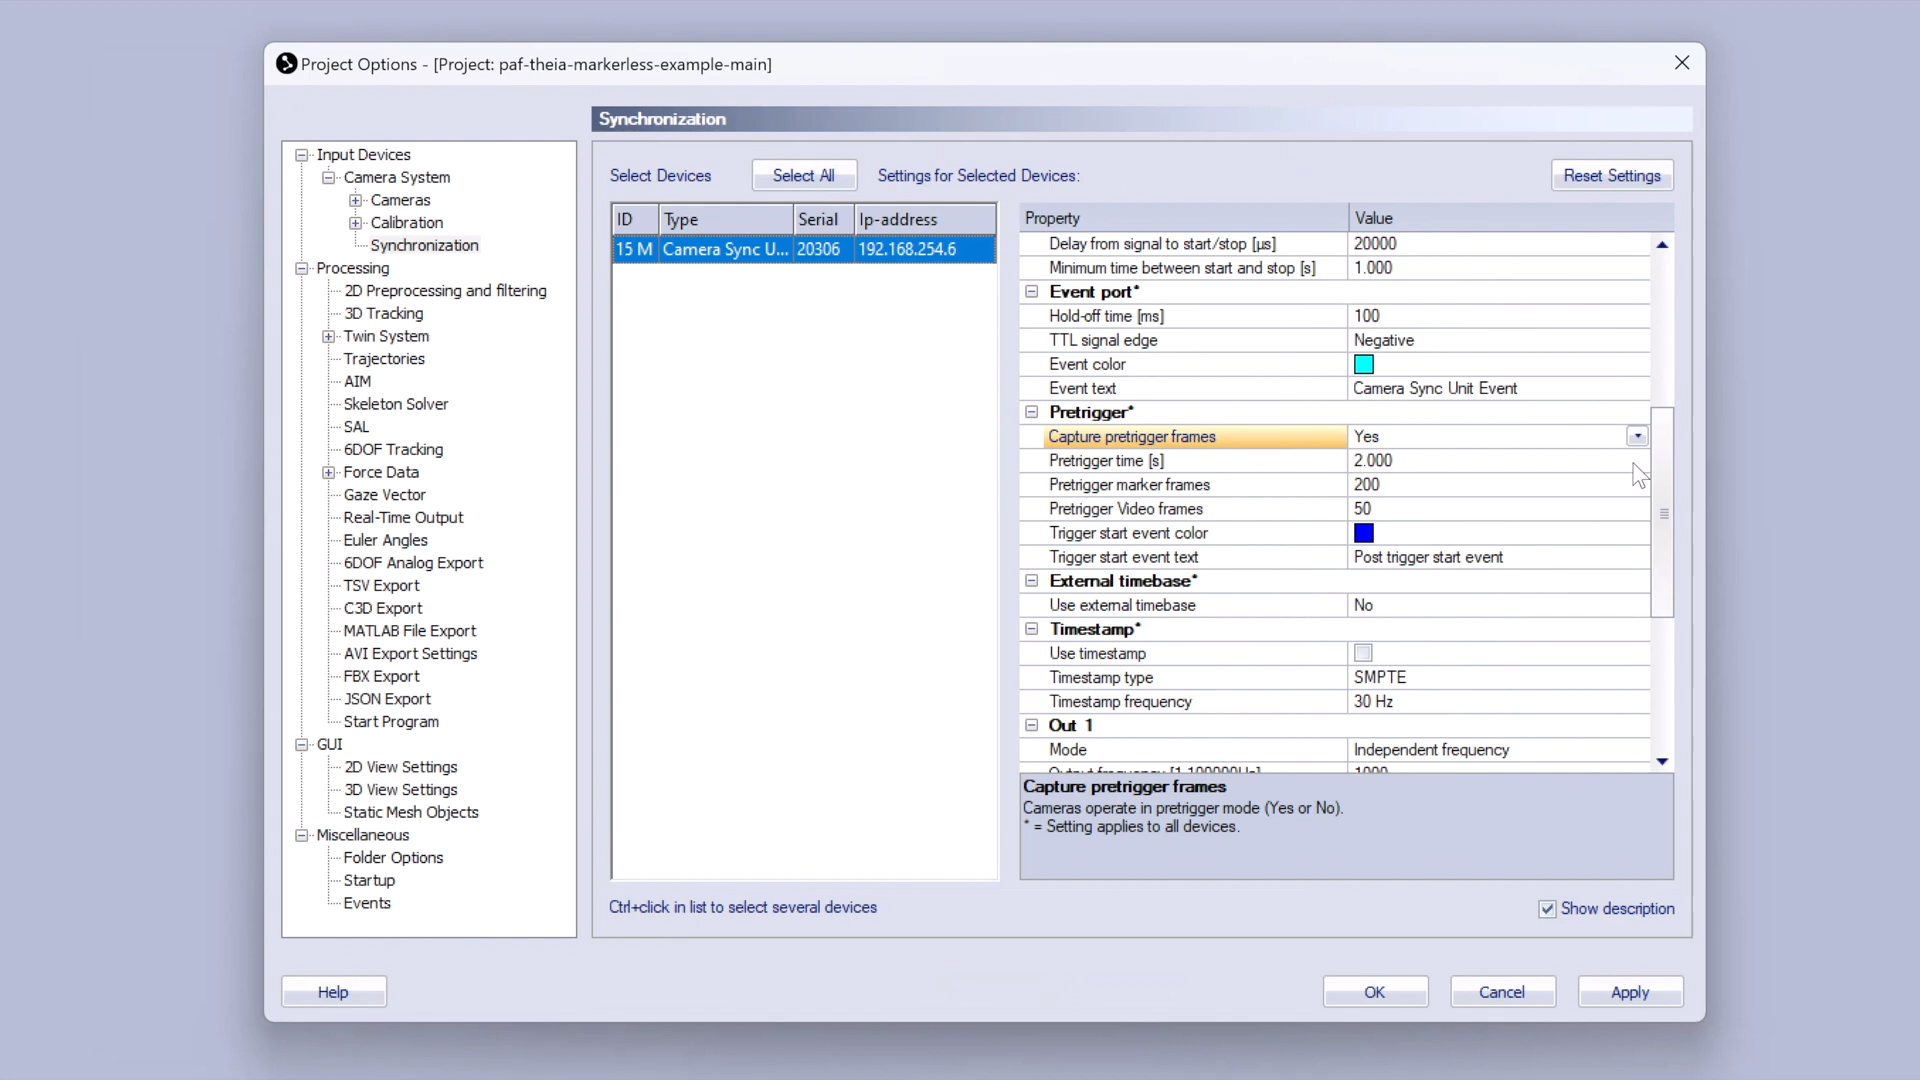 Project Options - [Project: paf-theia-markerless-example-main]
Synchronization
Input Devices
Camera System
Cameras
Calibration
Synchronization
Processing
2D Preprocessing and filtering
3D Tracking
Twin System
Trajectories
AIM
Skeleton Solver
SAL
6DOF Tracking
Force Data
Gaze Vector
Real-Time Output
Euler Angles
6DOF Analog Export
TSV Export
C3D Export
MATLAB File Export
AVI Export Settings
FBX Export
JSON Export
Start Program
GUI
2D View Settings
3D View Settings
Static Mesh Objects
Miscellaneous
Folder Options
Startup
Events
Select Devices Select All Settings for Selected Devices: Reset Settings
ID Type Serial Ip-address
15 M Camera Sync U... 20306 192.168.254.6
Property Value
Delay from signal to start/stop [µs] 20000
Minimum time between start and stop [s] 1.000
Event port*
Hold-off time [ms] 100
TTL signal edge Negative
Event color
Event text Camera Sync Unit Event
Pretrigger*
Capture pretrigger frames Yes
Pretrigger time [s] 2.000
Pretrigger marker frames 200
Pretrigger Video frames 50
Trigger start event color
Trigger start event text Post trigger start event
External timebase*
Use external timebase No
Timestamp*
Use timestamp
Timestamp type SMPTE
Timestamp frequency 30 Hz
Out 1
Mode Independent frequency
Output frequency [1-100000Hz] 1000
Capture pretrigger frames
Cameras operate in pretrigger mode (Yes or No).
* = Setting applies to all devices.
Ctrl+click in list to select several devices
Show description
Help OK Cancel Apply